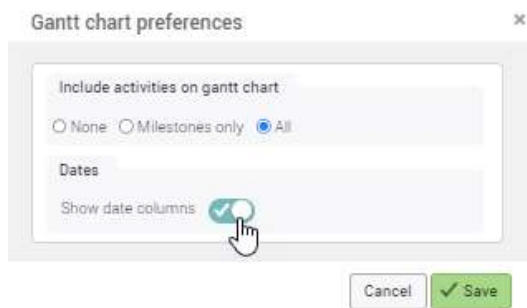 Gantt chart preferences
Include activities on gantt chart
None Milestones only All
Dates
Show date columns
Cancel Save